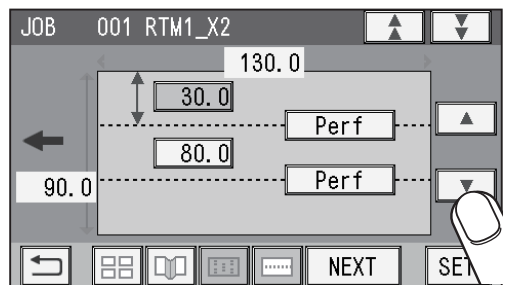 JOB 001 RTM1_X2
130.0
30.0
Perf
80.0
Perf
90.0
NEXT
SET